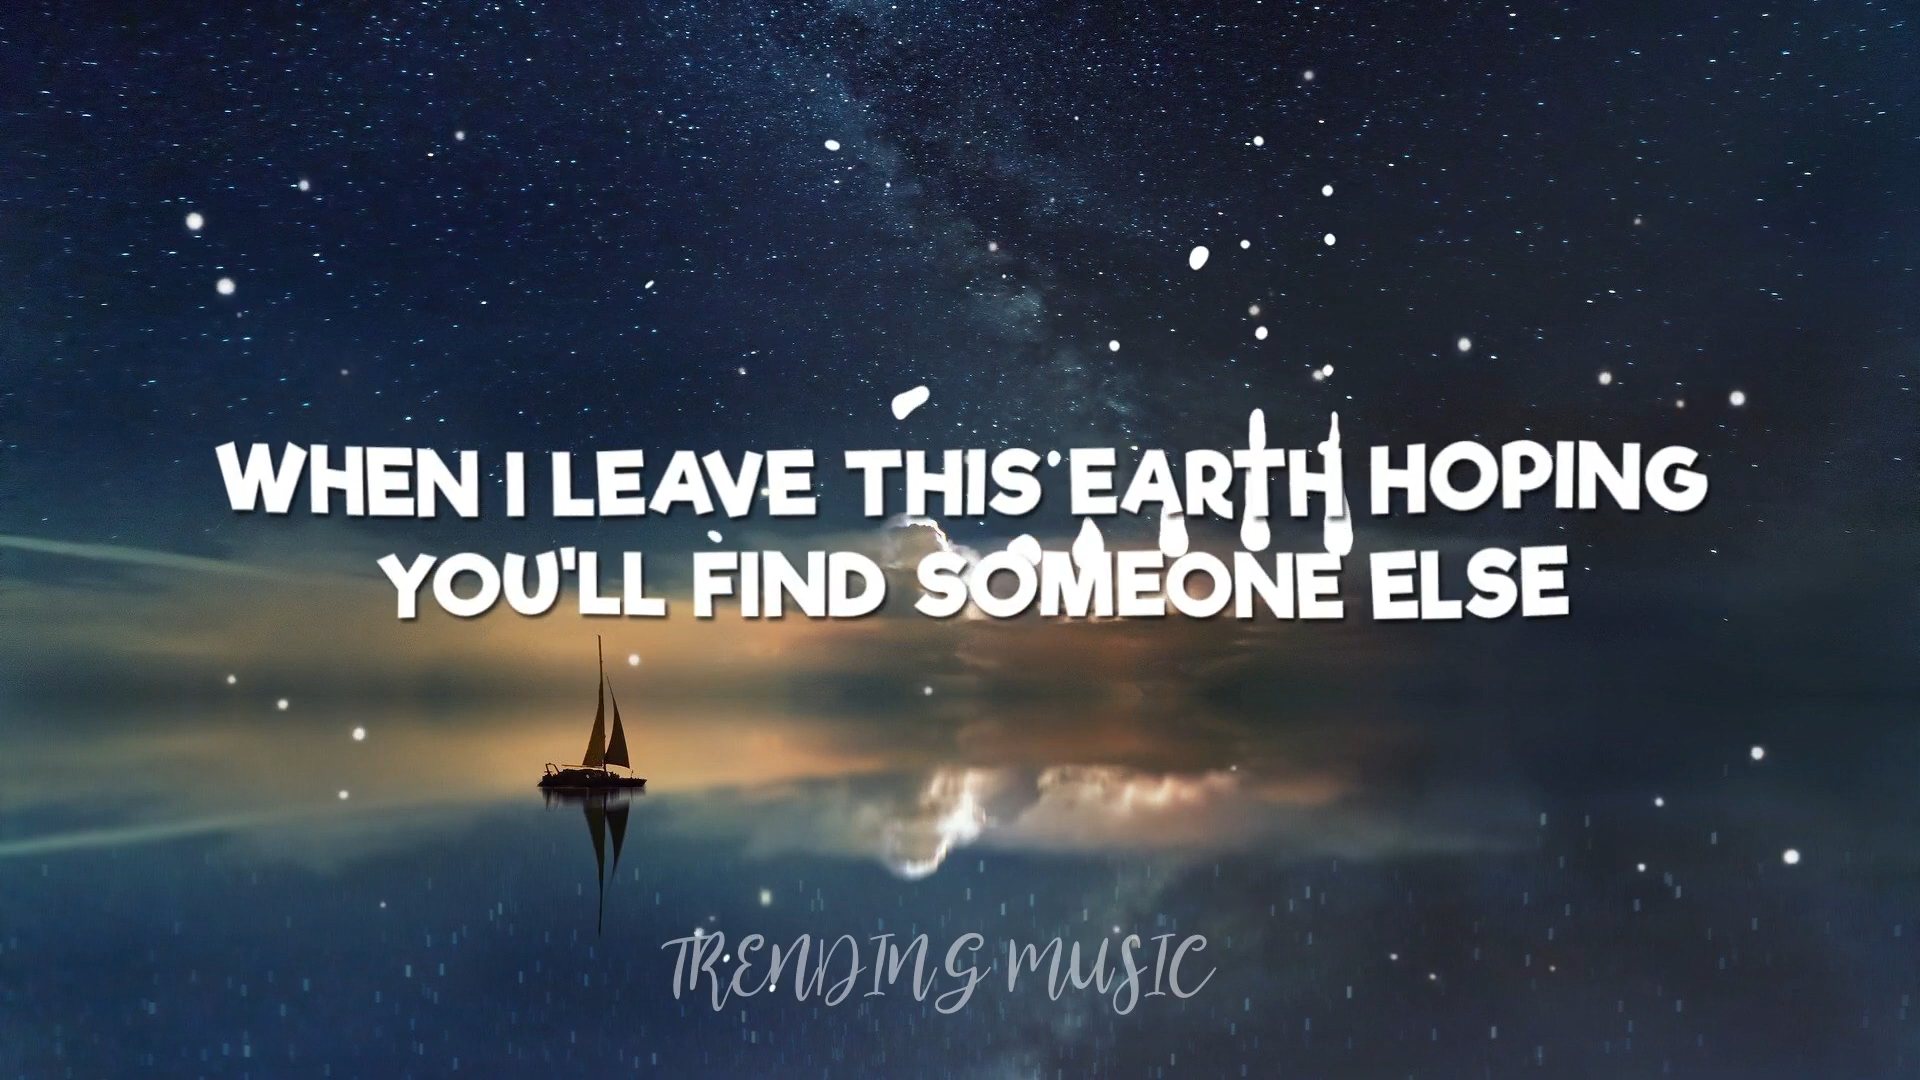 WHEN I LEAVE THIS EARTH HOPING
YOU'LL FIND SOMEONE ELSE
TRENDING MUSIC